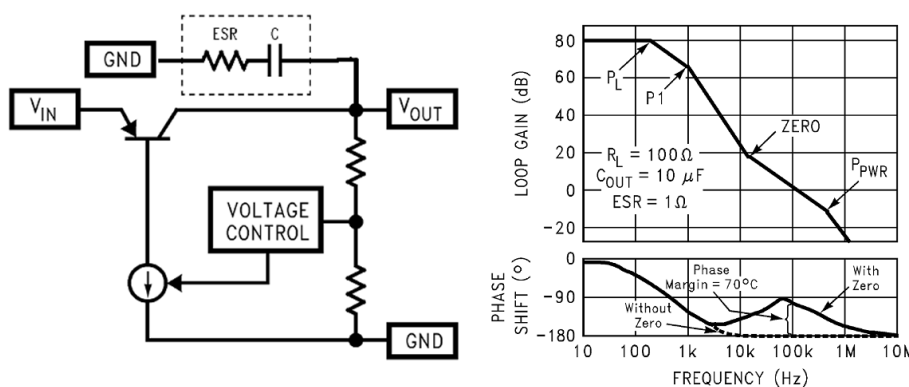 ESR
C
GND
V_IN
V_OUT
VOLTAGE
CONTROL
GND
LOOP GAIN (dB)
80
60
40
20
0
-20
P_L
P1
ZERO
P_PWR
R_L = 100Ω
C_OUT = 10 μF
ESR = 1Ω
PHASE
SHIFT (°)
0
-90
-180
Phase
Margin = 70°C
With
Zero
Without
Zero
10
100
1k
10k
100k
1M
10M
FREQUENCY (Hz)